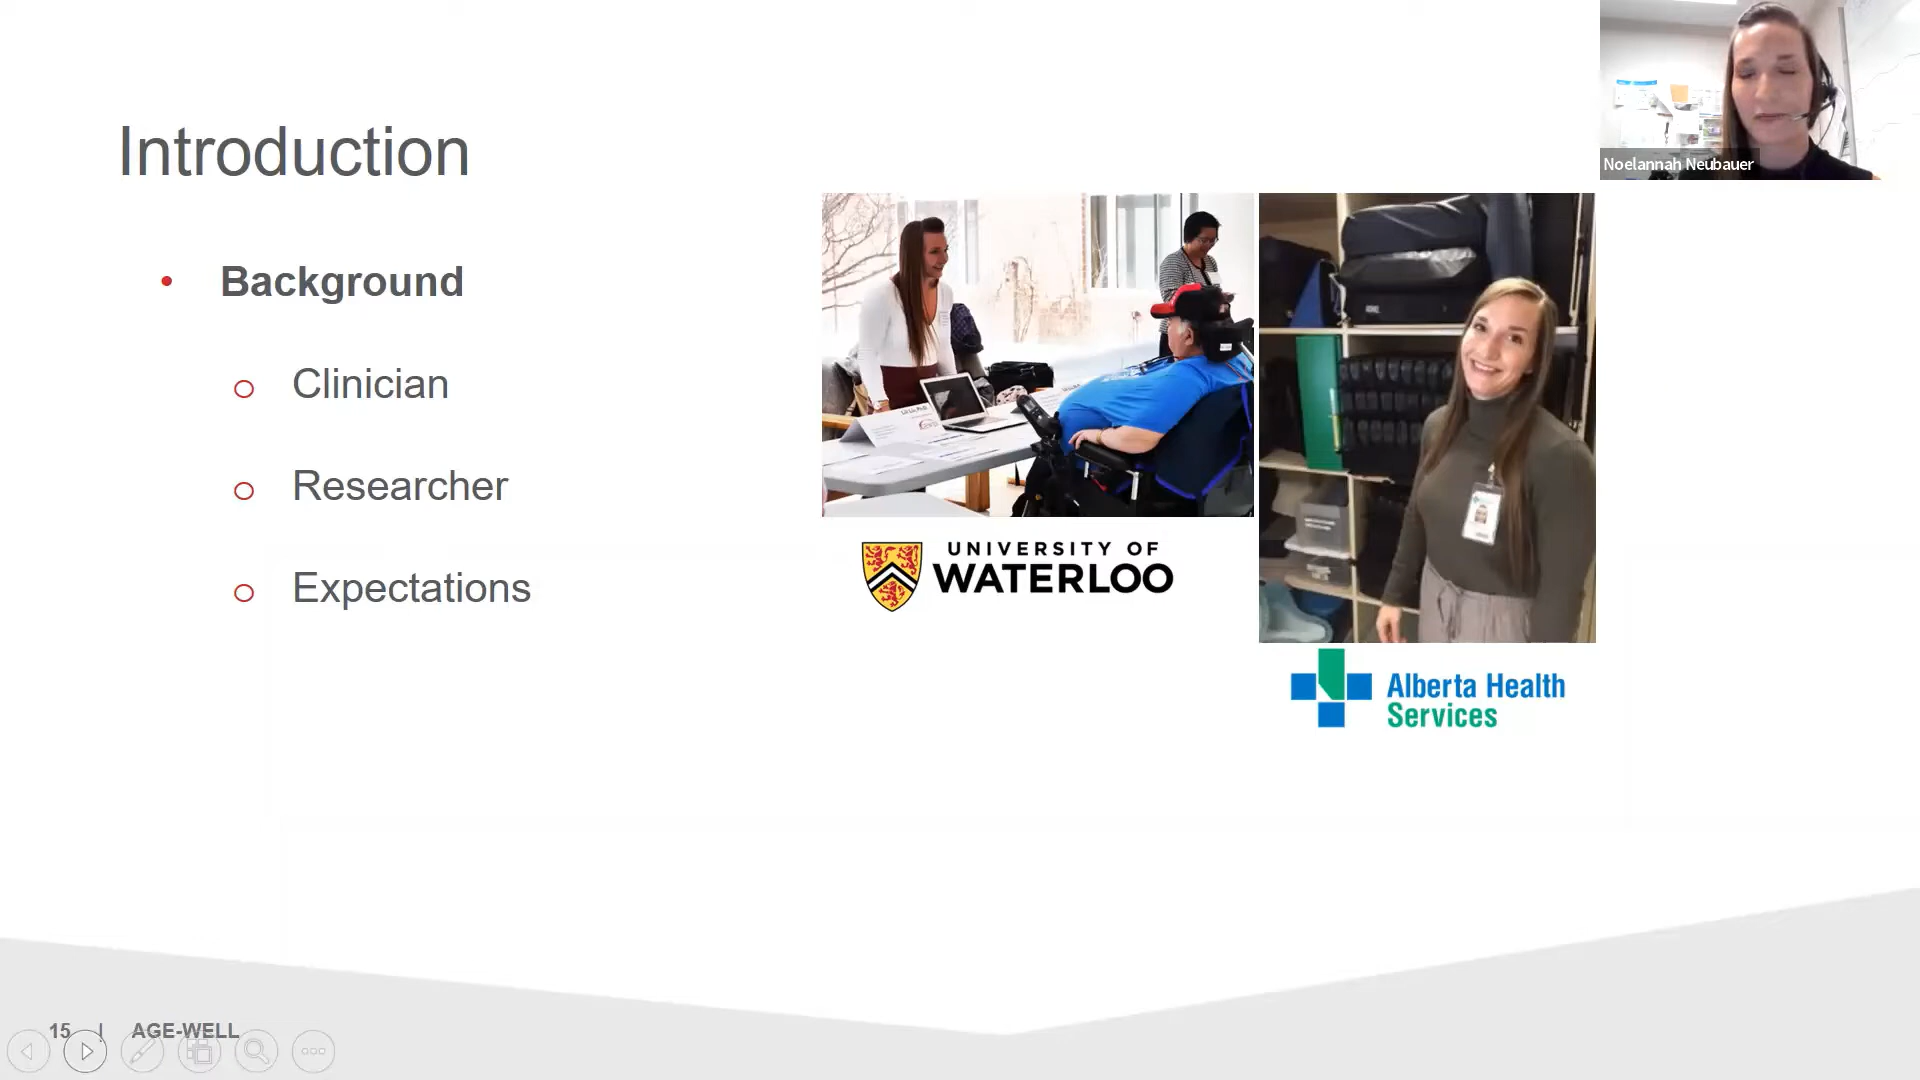 Introduction
• Background
o Clinician
o Researcher
o Expectations
Noelannah Neubauer
UNIVERSITY OF
WATERLOO
Alberta Health
Services
15 | AGE-WELL